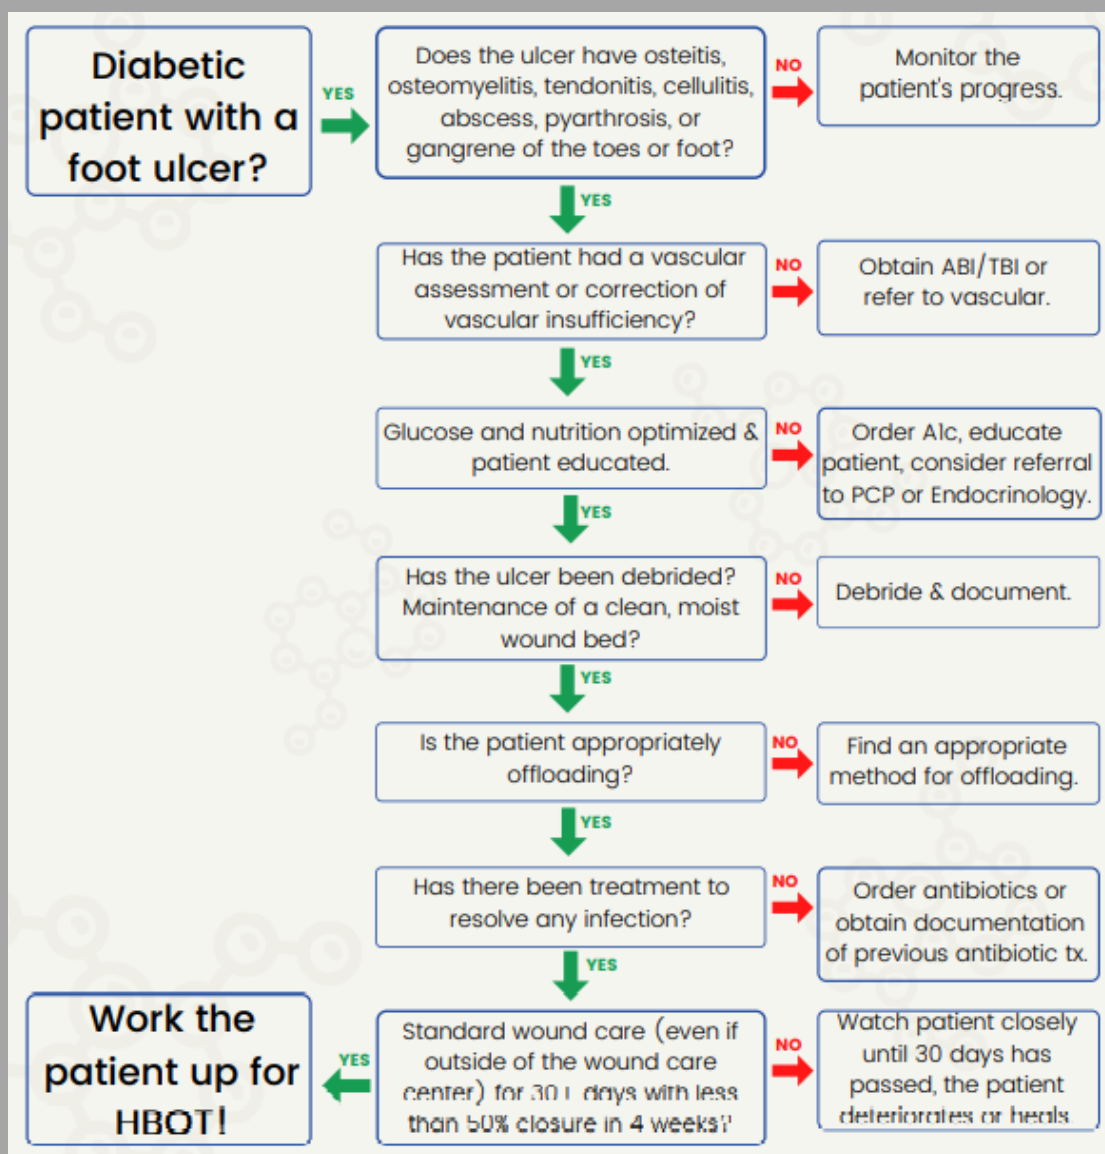 Diabetic
patient with a
foot ulcer?
YES
Does the ulcer have osteitis,
osteomyelitis, tendonitis, cellulitis,
abscess, pyarthrosis, or
gangrene of the toes or foot?
NO
Monitor the
patient's progress.
YES
Has the patient had a vascular
assessment or correction of
vascular insufficiency?
NO
Obtain ABI/TBI or
refer to vascular.
YES
Glucose and nutrition optimized &
patient educated.
NO
Order A1c, educate
patient, consider referral
to PCP or Endocrinology.
YES
Has the ulcer been debrided?
Maintenance of a clean, moist
wound bed?
NO
Debride & document.
YES
Is the patient appropriately
offloading?
NO
Find an appropriate
method for offloading.
YES
Has there been treatment to
resolve any infection?
NO
Order antibiotics or
obtain documentation
of previous antibiotic tx.
YES
Standard wound care (even if
outside of the wound care
center) for 30+ days with less
than 50% closure in 4 weeks?
NO
Watch patient closely
until 30 days has
passed, the patient
deteriorates or heals
YES
Work the
patient up for
HBOT!